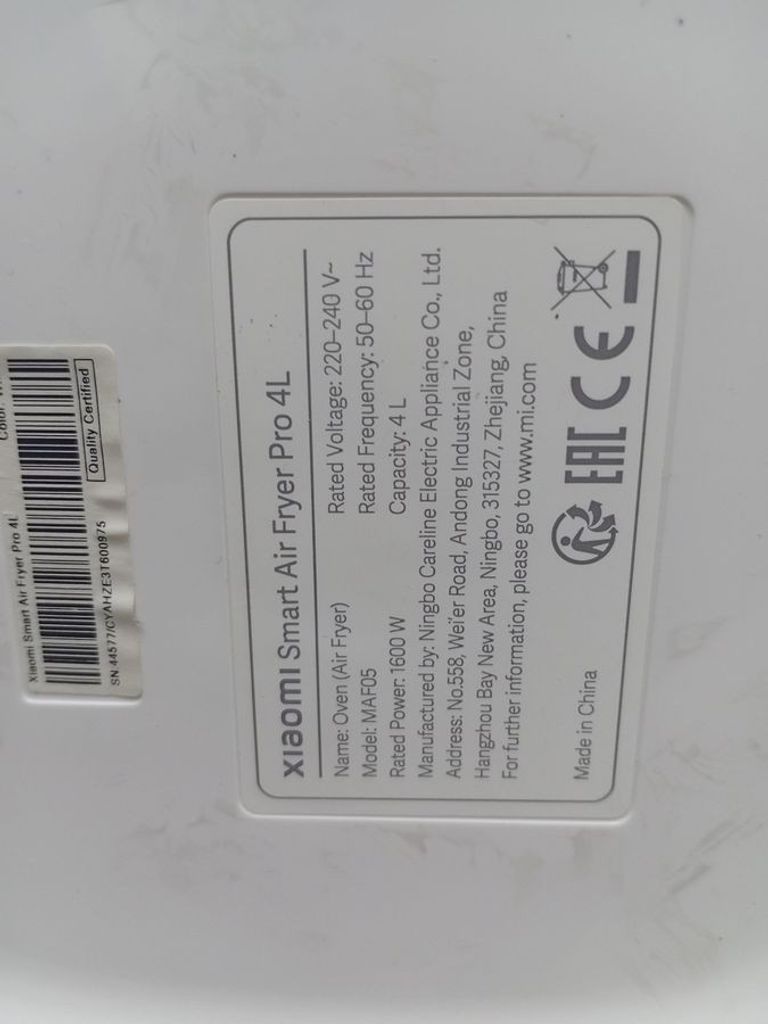 Xiaomi Smart Air Fryer Pro 4L
Color:
SN:44577/CYAHZE3T600975
Quality Certified
xiaomi Smart Air Fryer Pro 4L
Name: Oven (Air Fryer) Rated Voltage: 220–240 V~
Model: MAF05 Rated Frequency: 50–60 Hz
Rated Power: 1600 W Capacity: 4 L
Manufactured by: Ningbo Careline Electric Appliance Co., Ltd.
Address: No.558, Wei'er Road, Andong Industrial Zone,
Hangzhou Bay New Area, Ningbo, 315327, Zhejiang, China
For further information, please go to www.mi.com
Made in China EAC CE